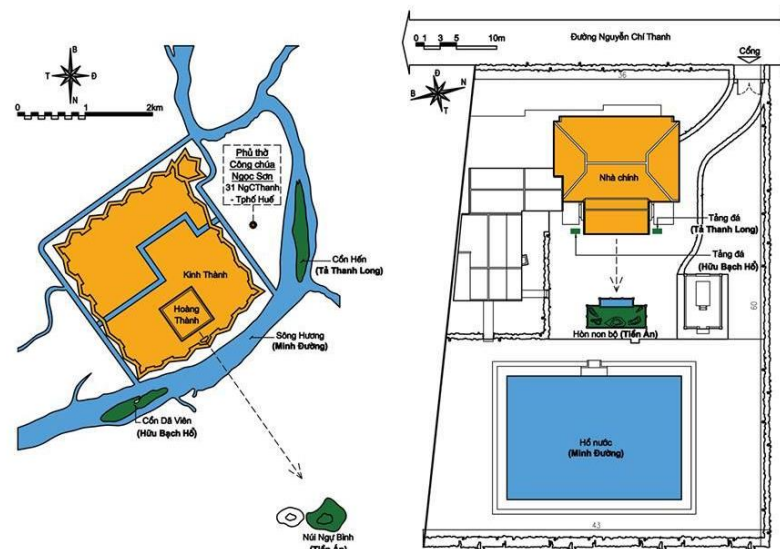 B
T
Đ
N
0
1
2km
Phủ thờ
Công chúa
Ngọc Sơn
31 NgCThanh
- Tphố Huế
Kinh Thành
Hoàng
Thành
Cồn Hến
(Tả Thanh Long)
Sông Hương
(Minh Đường)
Cồn Dã Viên
(Hữu Bạch Hổ)
Núi Ngự Bình
(Tiền Án)
0 1 3 5 10m
Đường Nguyễn Chí Thanh
Cổng
Đ
B
N
T
36
Nhà chính
Tảng đá
(Tả Thanh Long)
Tảng đá
(Hữu Bạch Hổ)
60
Hòn non bộ (Tiền Án)
Hồ nước
(Minh Đường)
43